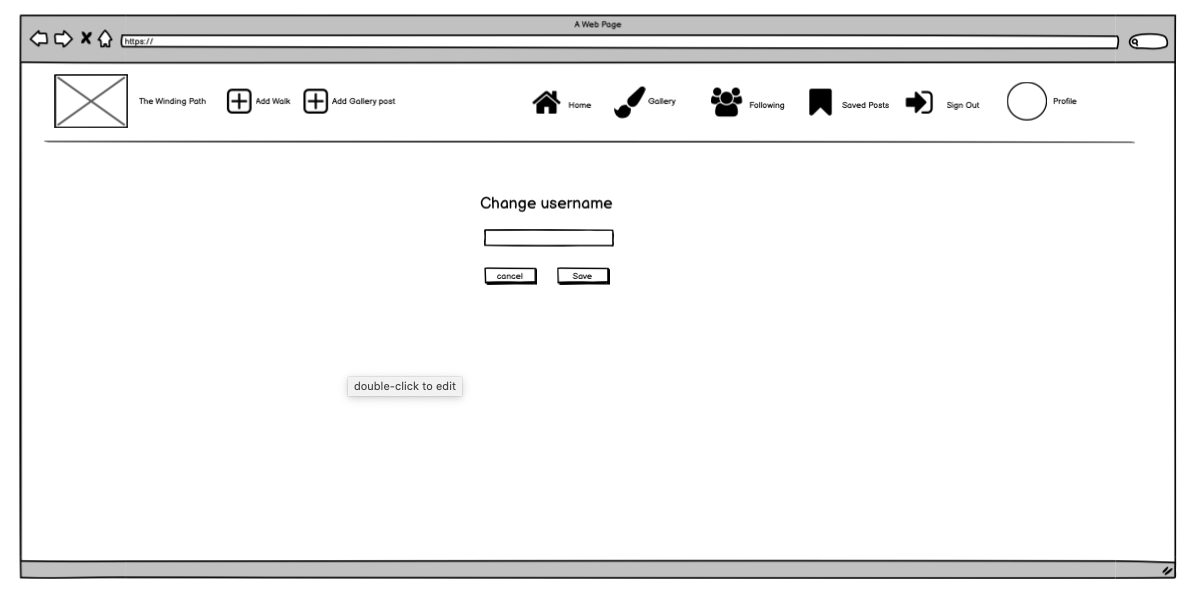 A Web Page
https://
The Winding Path
Add Walk
Add Gallery post
Home
Gallery
Following
Saved Posts
Sign Out
Profile
Change username
cancel
Save
double-click to edit